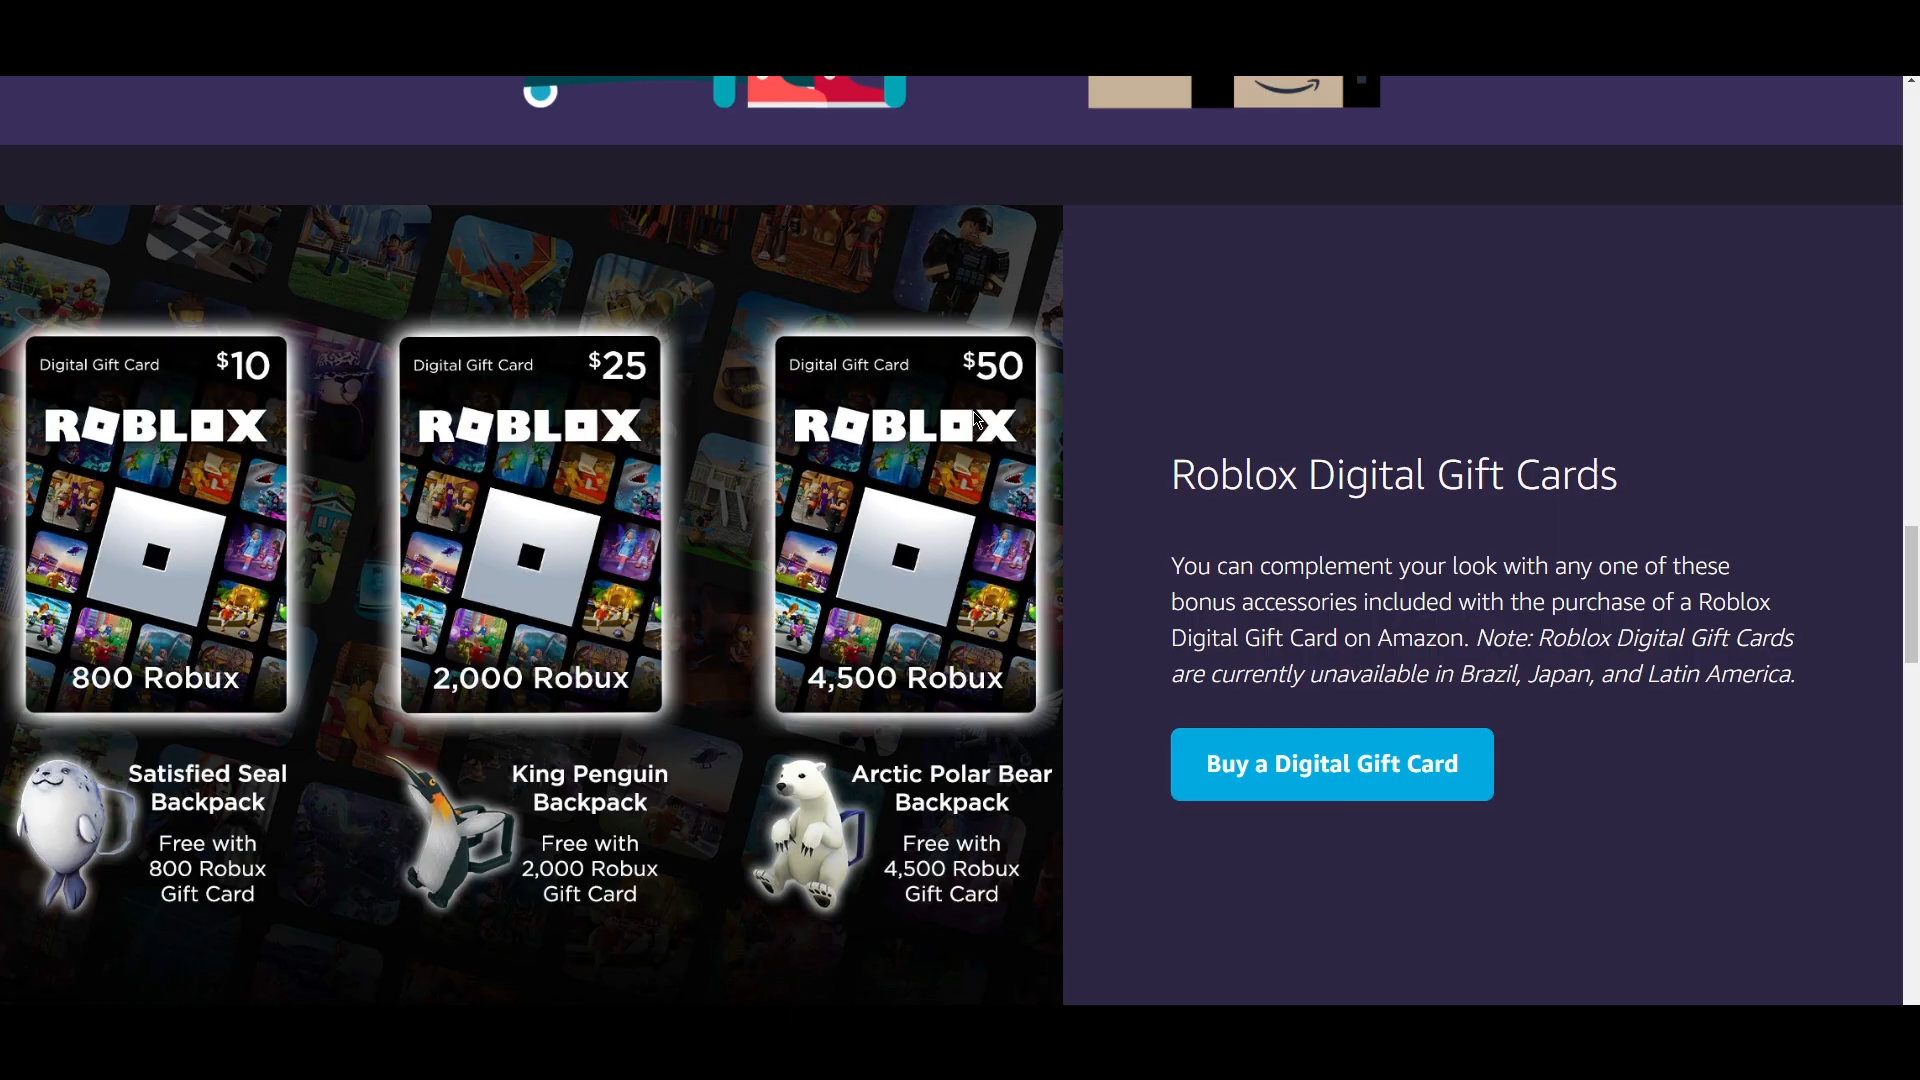 Digital Gift Card $10
ROBLOX
800 Robux
Satisfied Seal
Backpack
Free with
800 Robux
Gift Card
Digital Gift Card $25
ROBLOX
2,000 Robux
King Penguin
Backpack
Free with
2,000 Robux
Gift Card
Digital Gift Card $50
ROBLOX
4,500 Robux
Arctic Polar Bear
Backpack
Free with
4,500 Robux
Gift Card
Roblox Digital Gift Cards
You can complement your look with any one of these
bonus accessories included with the purchase of a Roblox
Digital Gift Card on Amazon. Note: Roblox Digital Gift Cards
are currently unavailable in Brazil, Japan, and Latin America.
Buy a Digital Gift Card